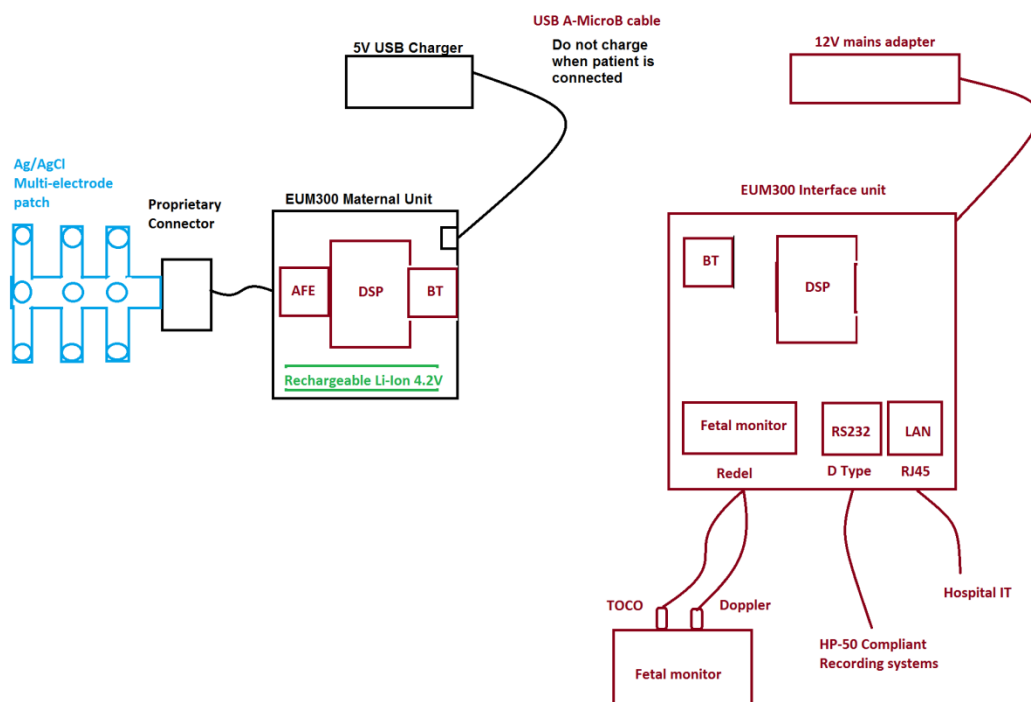 USB A-MicroB cable
5V USB Charger
Do not charge
when patient is
connected
12V mains adapter
Ag/AgCl
Multi-electrode
patch
Proprietary
Connector
EUM300 Maternal Unit
AFE
DSP
BT
Rechargeable Li-Ion 4.2V
EUM300 Interface unit
BT
DSP
Fetal monitor
RS232
LAN
Redel
D Type
RJ45
TOCO
Doppler
Hospital IT
HP-50 Compliant
Recording systems
Fetal monitor